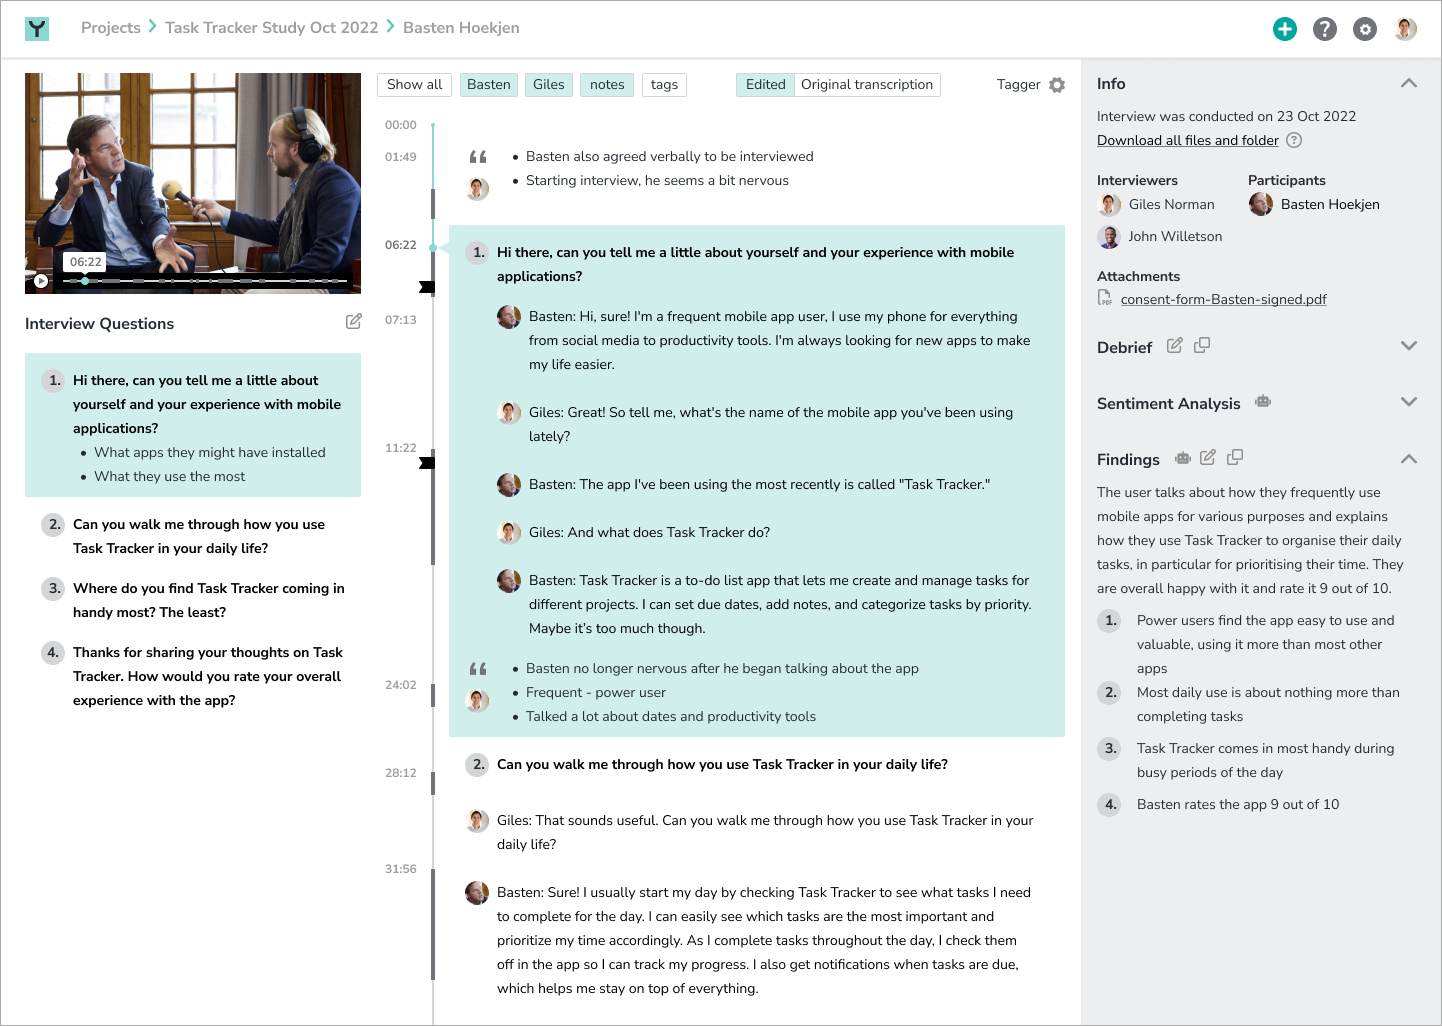 Projects > Task Tracker Study Oct 2022 > Basten Hoekjen
06:22
Interview Questions
1. Hi there, can you tell me a little about
yourself and your experience with mobile
applications?
• What apps they might have installed
• What they use the most
2. Can you walk me through how you use
Task Tracker in your daily life?
3. Where do you find Task Tracker coming in
handy most? The least?
4. Thanks for sharing your thoughts on Task
Tracker. How would you rate your overall
experience with the app?
Show all Basten Giles notes tags Edited Original transcription Tagger
00:00
01:49
• Basten also agreed verbally to be interviewed
• Starting interview, he seems a bit nervous
06:22
1. Hi there, can you tell me a little about yourself and your experience with mobile
applications?
07:13
Basten: Hi, sure! I'm a frequent mobile app user, I use my phone for everything
from social media to productivity tools. I'm always looking for new apps to make
my life easier.
Giles: Great! So tell me, what's the name of the mobile app you've been using
lately?
11:22
Basten: The app I've been using the most recently is called "Task Tracker."
Giles: And what does Task Tracker do?
Basten: Task Tracker is a to-do list app that lets me create and manage tasks for
different projects. I can set due dates, add notes, and categorize tasks by priority.
Maybe it's too much though.
• Basten no longer nervous after he began talking about the app
24:02
• Frequent - power user
• Talked a lot about dates and productivity tools
28:12
2. Can you walk me through how you use Task Tracker in your daily life?
Giles: That sounds useful. Can you walk me through how you use Task Tracker in your
daily life?
31:56
Basten: Sure! I usually start my day by checking Task Tracker to see what tasks I need
to complete for the day. I can easily see which tasks are the most important and
prioritize my time accordingly. As I complete tasks throughout the day, I check them
off in the app so I can track my progress. I also get notifications when tasks are due,
which helps me stay on top of everything.
Info
Interview was conducted on 23 Oct 2022
Download all files and folder ?
Interviewers
Giles Norman
John Willetson
Participants
Basten Hoekjen
Attachments
PDF consent-form-Basten-signed.pdf
Debrief
Sentiment Analysis
Findings
The user talks about how they frequently use
mobile apps for various purposes and explains
how they use Task Tracker to organise their daily
tasks, in particular for prioritising their time. They
are overall happy with it and rate it 9 out of 10.
1. Power users find the app easy to use and
valuable, using it more than most other
apps
2. Most daily use is about nothing more than
completing tasks
3. Task Tracker comes in most handy during
busy periods of the day
4. Basten rates the app 9 out of 10